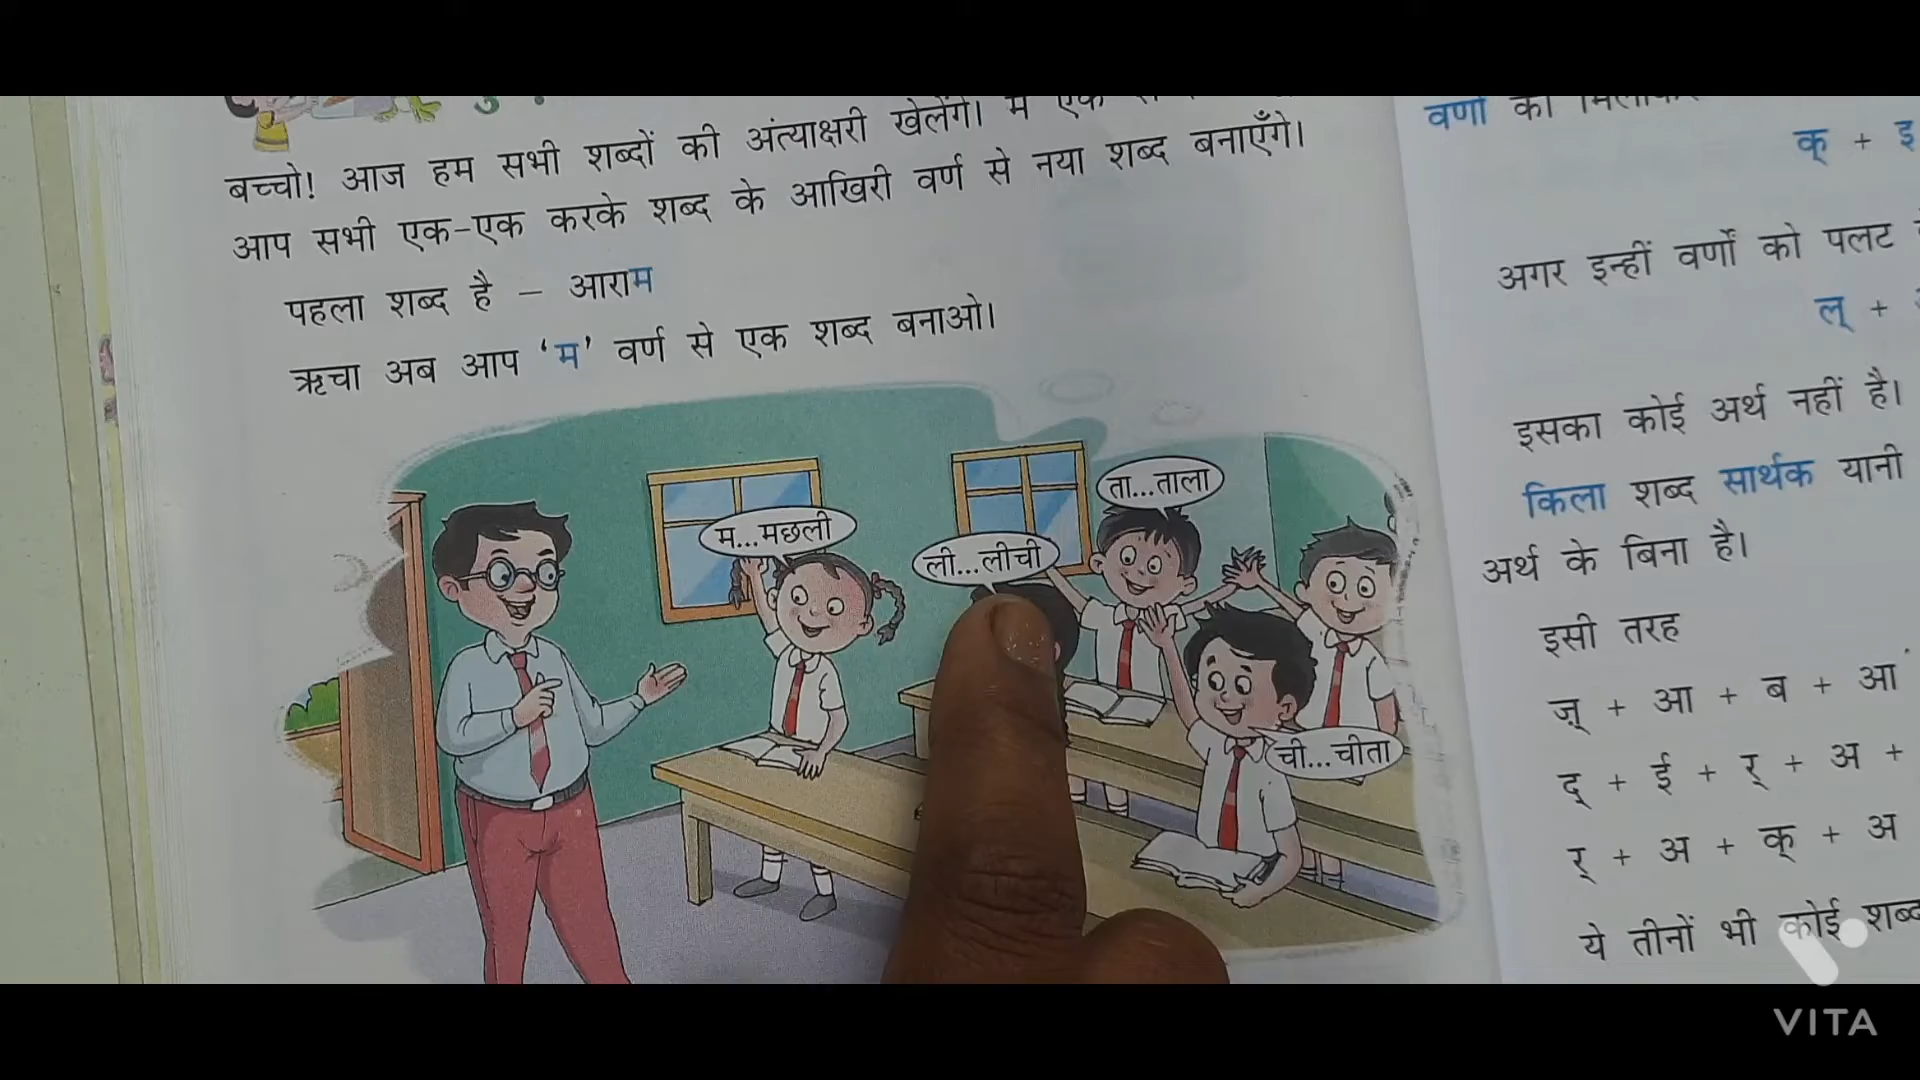 बच्चो! आज हम सभी शब्दों की अंत्याक्षरी खेलेंगे। मैं एक
आप सभी एक-एक करके शब्द के आखिरी वर्ण से नया शब्द बनाएँगे।
पहला शब्द है – आराम
ऋचा अब आप ‘म’ वर्ण से एक शब्द बनाओ।
म...मछली
ली...लीची
ता...ताला
ची...चीता
वर्णों को मिलाकर
क् + इ
अगर इन्हीं वर्णों को पलट
ल् +
इसका कोई अर्थ नहीं है।
किला शब्द सार्थक यानी
अर्थ के बिना है।
इसी तरह
ज् + आ + ब + आ
द् + ई + र् + अ +
र् + अ + क् + अ
ये तीनों भी कोई शब्द
VITA